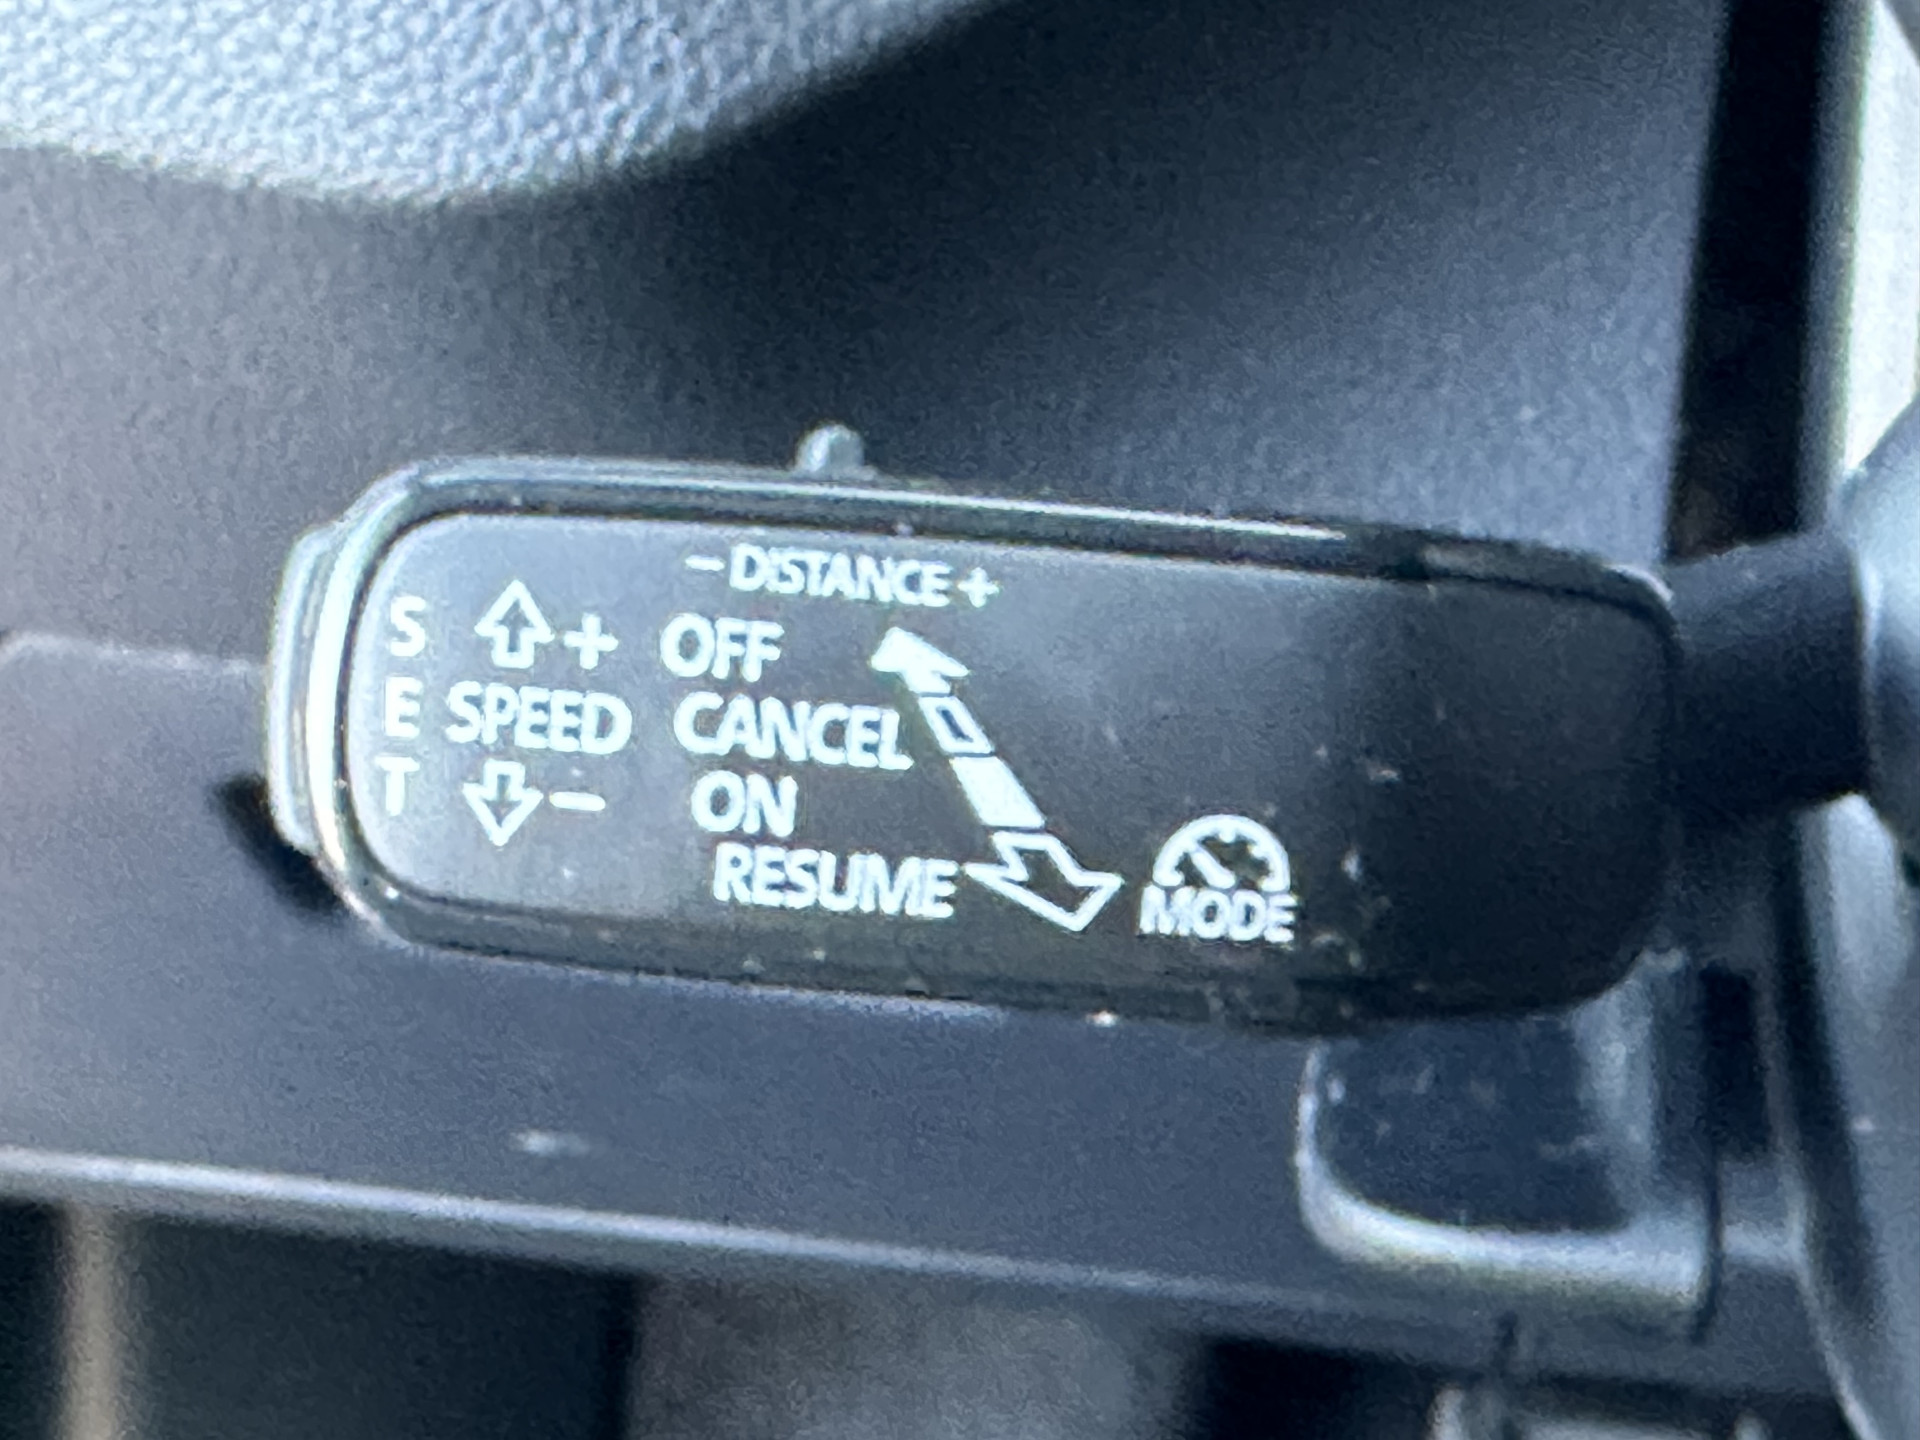 – DISTANCE +
S + OFF
E SPEED CANCEL
T – ON
RESUME
MODE